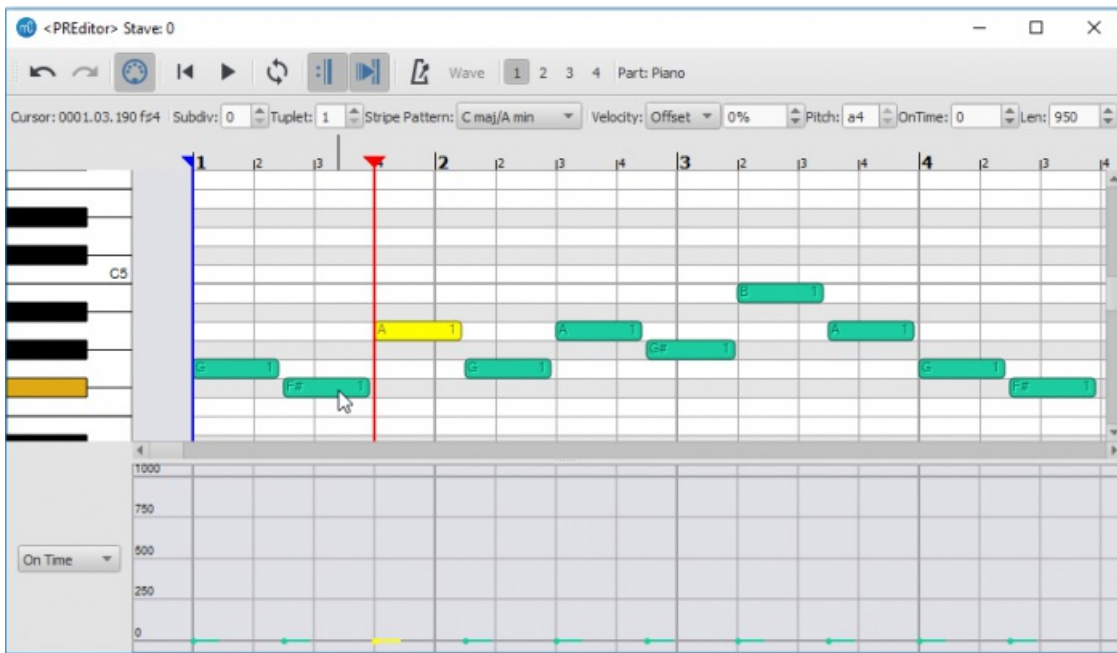 <PREditor> Stave: 0
Wave 1 2 3 4 Part: Piano
Cursor: 0001.03.190 f♯4 Subdiv: 0 Tuplet: 1 Stripe Pattern: C maj/A min Velocity: Offset 0% Pitch: a4 OnTime: 0 Len: 950
1 2 3 4 2 2 3 4 3 2 3 4 4 2 3 4
C5
B 1
A 1 A 1 A 1
G# 1
G 1 G 1 G 1
F# 1 F# 1
1000
750
500
On Time
250
0